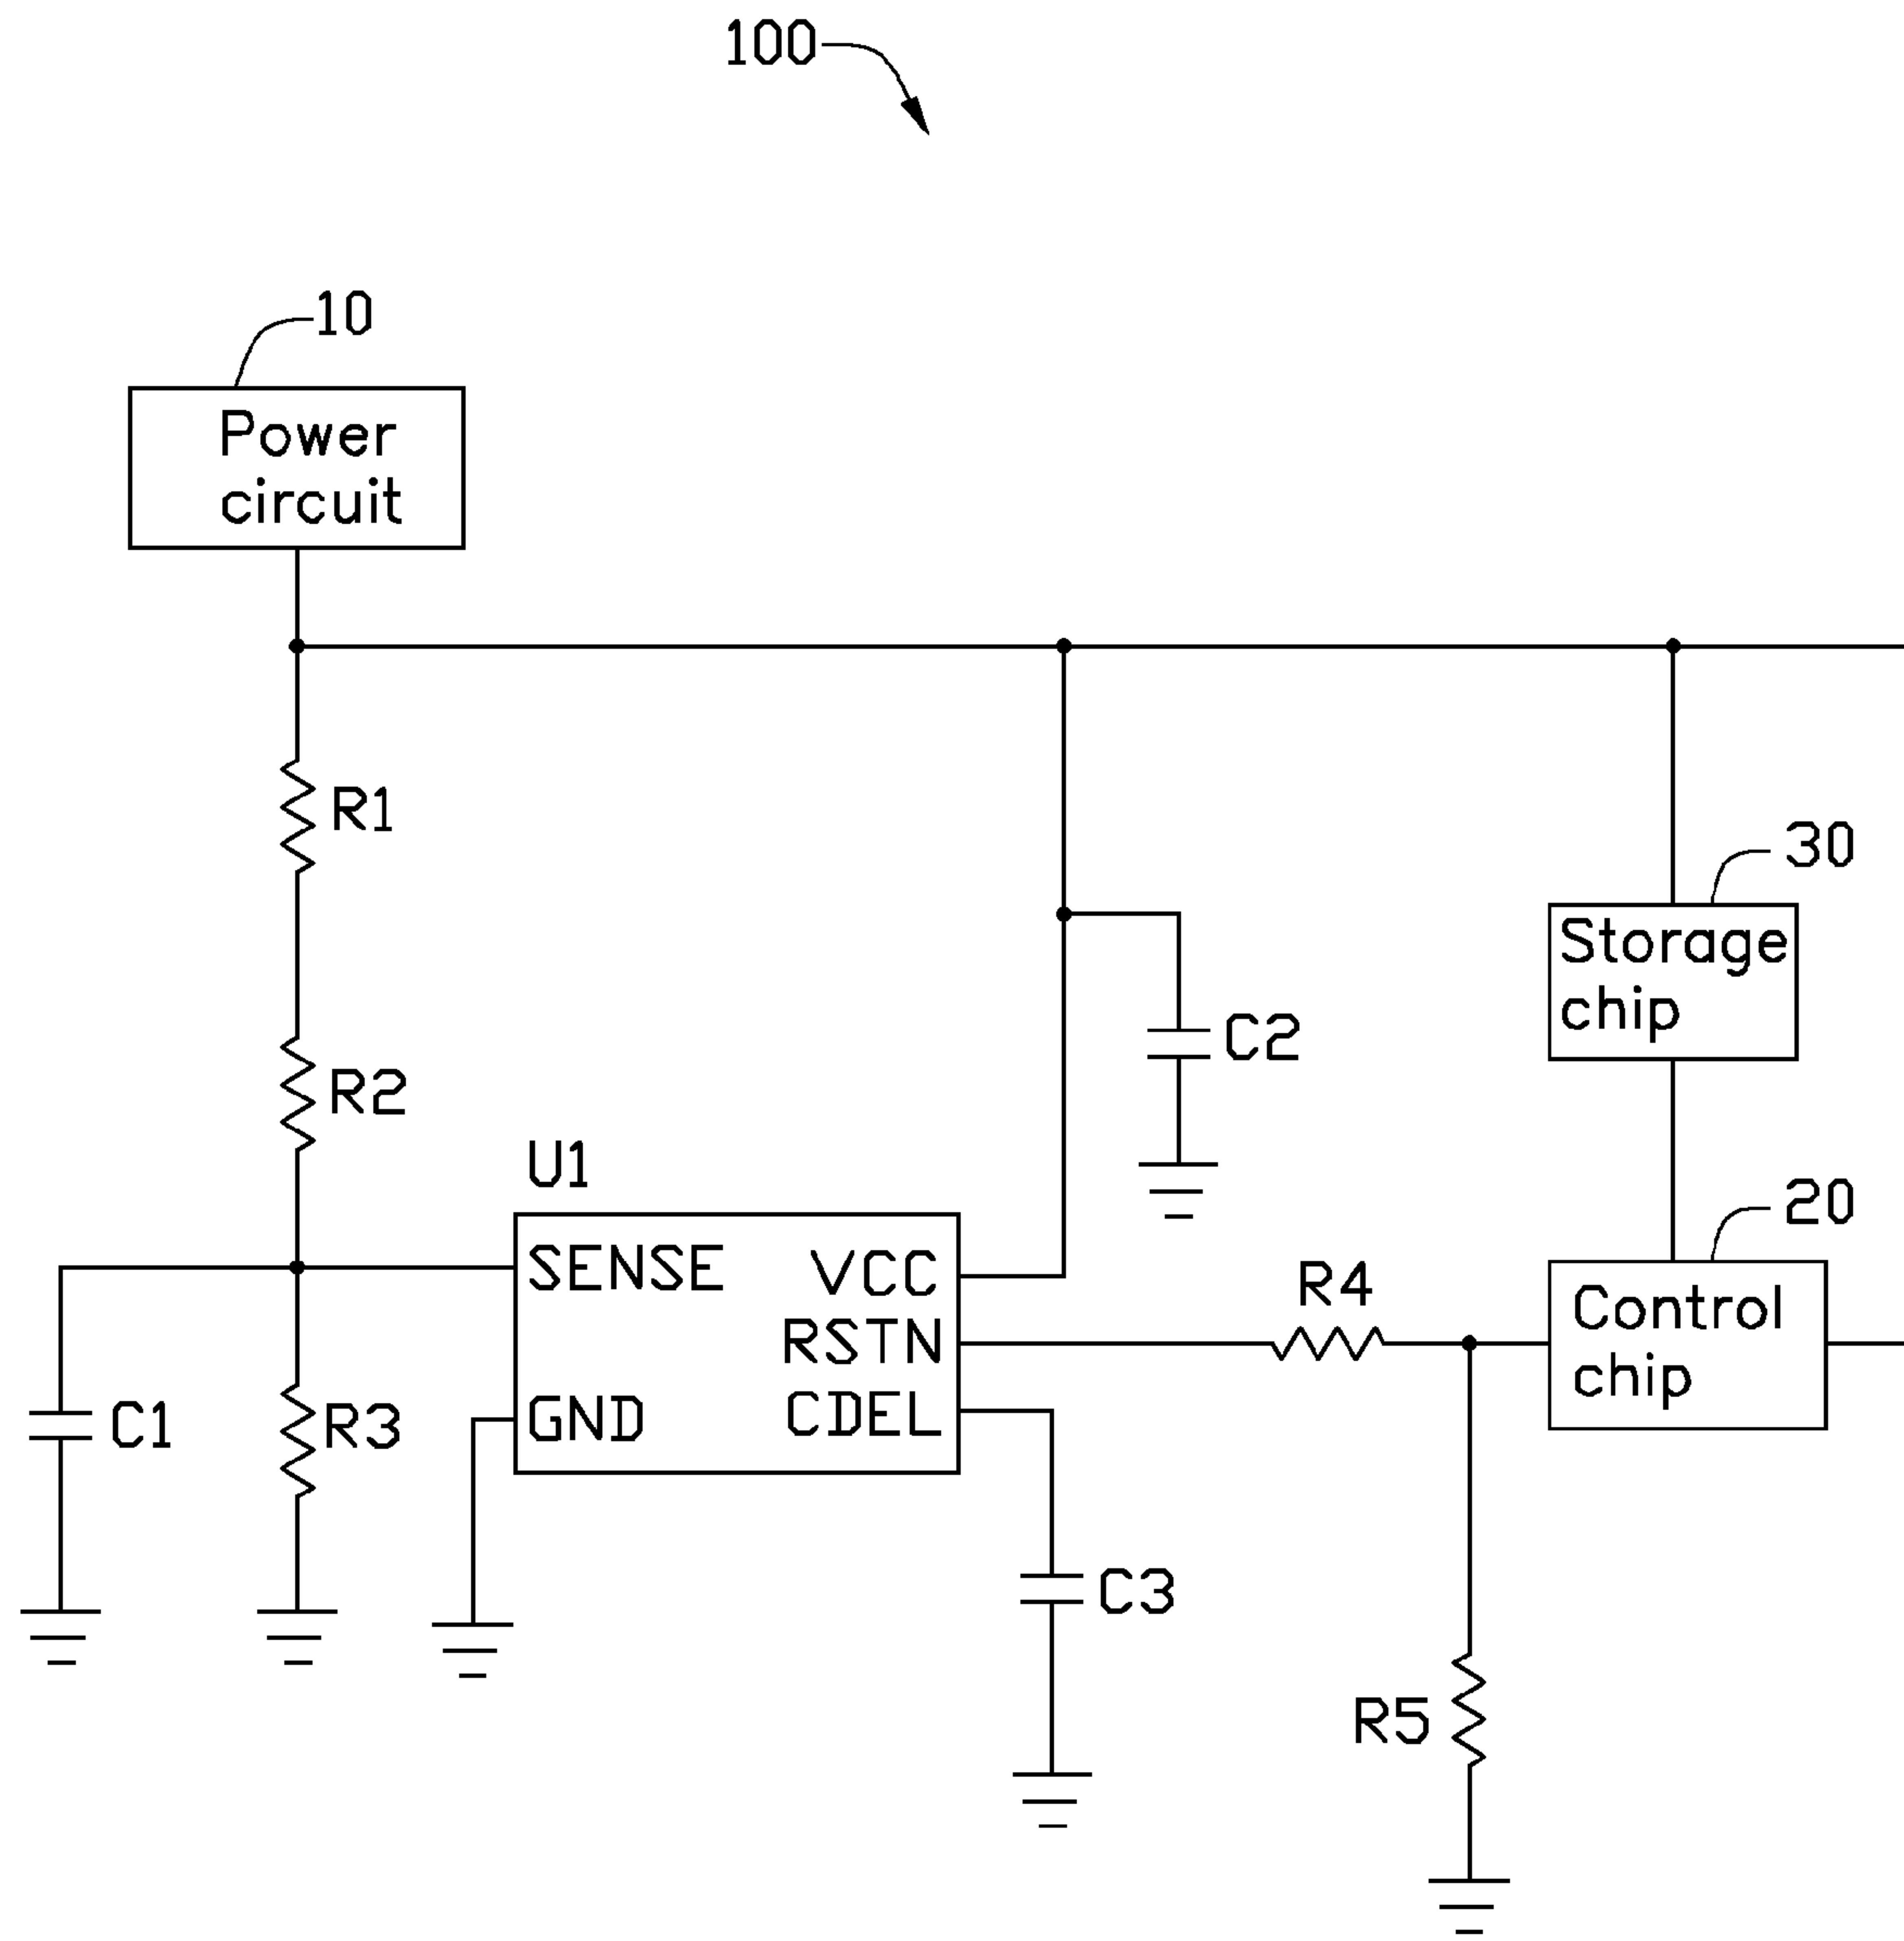 100
10
Power
circuit
R1
30
Storage
chip
C2
R2
U1
20
SENSE
VCC
R4
Control
chip
RSTN
GND
CDEL
C1
R3
C3
R5